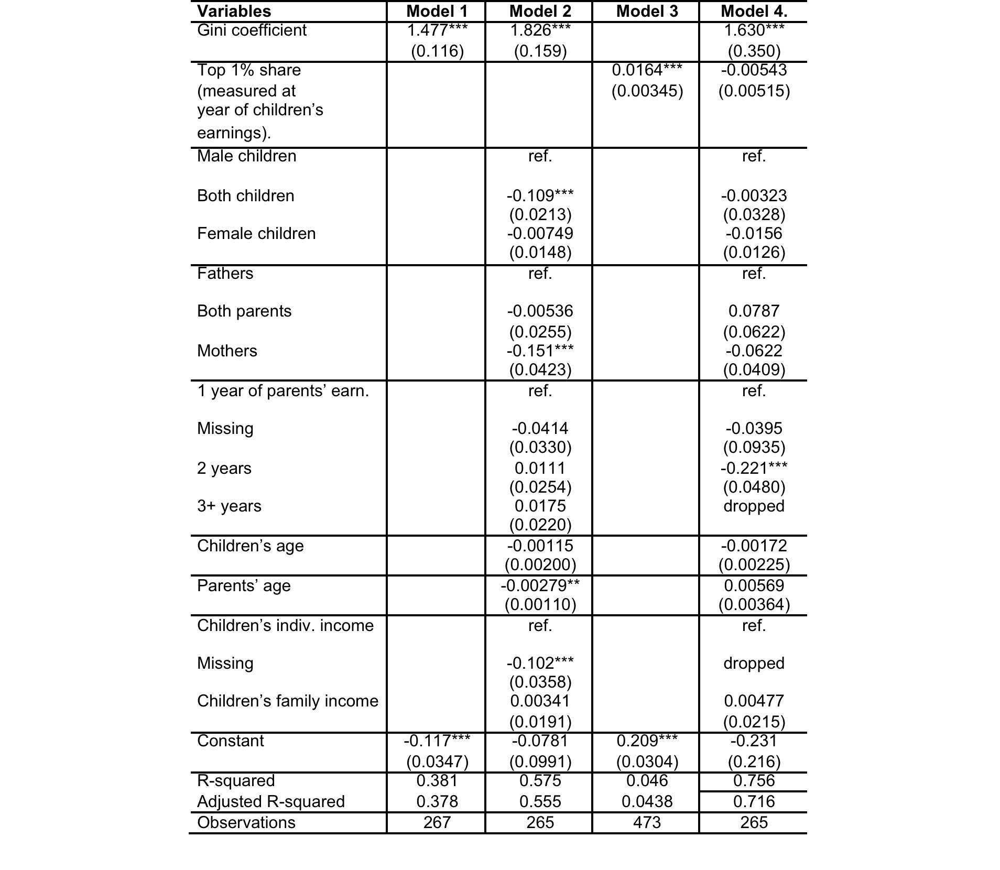 Variables Model 1 Model 2 Model 3 Model 4.
Gini coefficient 1.477*** 1.826*** 1.630***
(0.116) (0.159) (0.350)
Top 1% share 0.0164*** -0.00543
(measured at (0.00345) (0.00515)
year of children’s
earnings).
Male children ref. ref.
Both children -0.109*** -0.00323
(0.0213) (0.0328)
Female children -0.00749 -0.0156
(0.0148) (0.0126)
Fathers ref. ref.
Both parents -0.00536 0.0787
(0.0255) (0.0622)
Mothers -0.151*** -0.0622
(0.0423) (0.0409)
1 year of parents’ earn. ref. ref.
Missing -0.0414 -0.0395
(0.0330) (0.0935)
2 years 0.0111 -0.221***
(0.0254) (0.0480)
3+ years 0.0175 dropped
(0.0220)
Children’s age -0.00115 -0.00172
(0.00200) (0.00225)
Parents’ age -0.00279** 0.00569
(0.00110) (0.00364)
Children’s indiv. income ref. ref.
Missing -0.102*** dropped
(0.0358)
Children’s family income 0.00341 0.00477
(0.0191) (0.0215)
Constant -0.117*** -0.0781 0.209*** -0.231
(0.0347) (0.0991) (0.0304) (0.216)
R-squared 0.381 0.575 0.046 0.756
Adjusted R-squared 0.378 0.555 0.0438 0.716
Observations 267 265 473 265